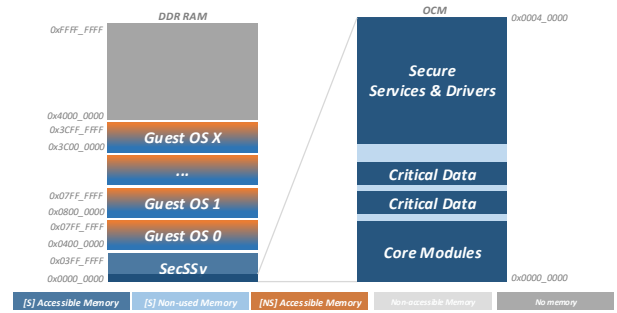 DDR RAM
OCM
0xFFFF_FFFF
0x0004_0000
Secure
Services & Drivers
0x4000_0000
0x3CFF_FFFF
Guest OS X
0x3C00_0000
...
Critical Data
0x07FF_FFFF
Guest OS 1
Critical Data
0x0800_0000
0x07FF_FFFF
Guest OS 0
0x0400_0000
Core Modules
0x03FF_FFFF
SecSSy
0x0000_0000
0x0000_0000
[S] Accessible Memory
[S] Non-used Memory
[NS] Accessible Memory
Non-accessible Memory
No memory